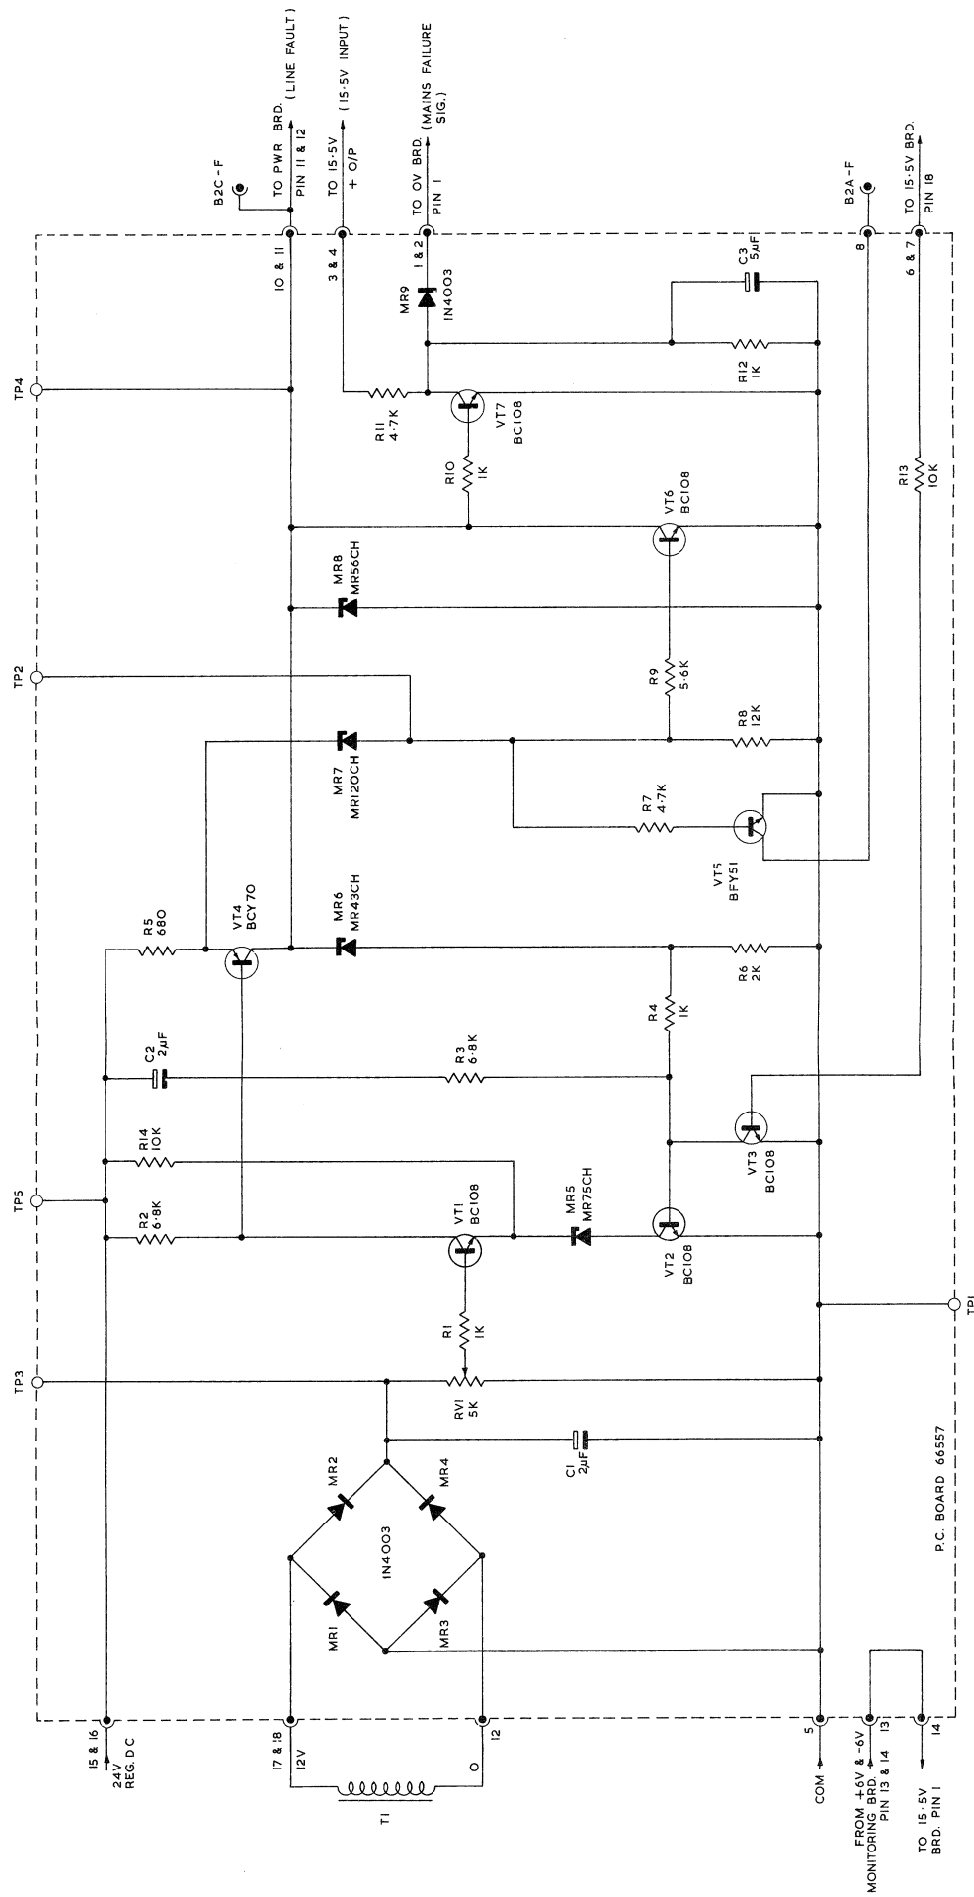 TP3
TP5
TP2
TP4
15 & 16
24V
REG. DC
17 & 18
12V
T1
O
12
5
COM
FROM +6V & -6V
MONITORING BRD.
PIN 13 & 14
13
14
TO 15·5V
BRD. PIN 1
MR1
MR2
MR3
MR4
1N4003
C1
2µF
RV1
5K
R1
1K
R2
6·8K
R14
10K
VT1
BC108
MR5
MR75CH
VT2
BC108
VT3
BC108
C2
2µF
R3
6·8K
R4
1K
R5
680
VT4
BCY70
MR6
MR43CH
R6
2K
VT5
BFY51
R7
4·7K
MR7
MR120CH
R8
12K
R9
5·6K
MR8
MR56CH
VT6
BC108
R10
1K
VT7
BC108
R11
4·7K
MR9
1N4003
R12
1K
C3
5µF
R13
10K
10 & 11
3 & 4
1 & 2
8
6 & 7
B2C-F
TO PWR BRD. (LINE FAULT)
PIN 11 & 12
TO 15·5V (15·5V INPUT)
+ O/P
TO OV BRD. (MAINS FAILURE
PIN 1 SIG.)
B2A-F
TO 15·5V BRD.
PIN 18
TP1
P.C. BOARD 66557